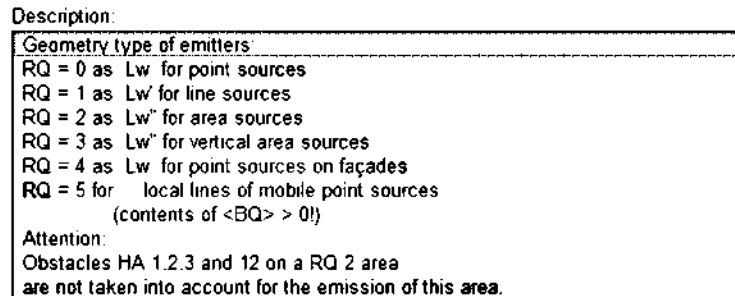 Description:
Geometry type of emitters:
RQ = 0 as Lw for point sources
RQ = 1 as Lw' for line sources
RQ = 2 as Lw" for area sources
RQ = 3 as Lw" for vertical area sources
RQ = 4 as Lw for point sources on façades
RQ = 5 for local lines of mobile point sources
(contents of <BQ> > 0!)
Attention:
Obstacles HA 1.2.3 and 12 on a RQ 2 area
are not taken into account for the emission of this area.